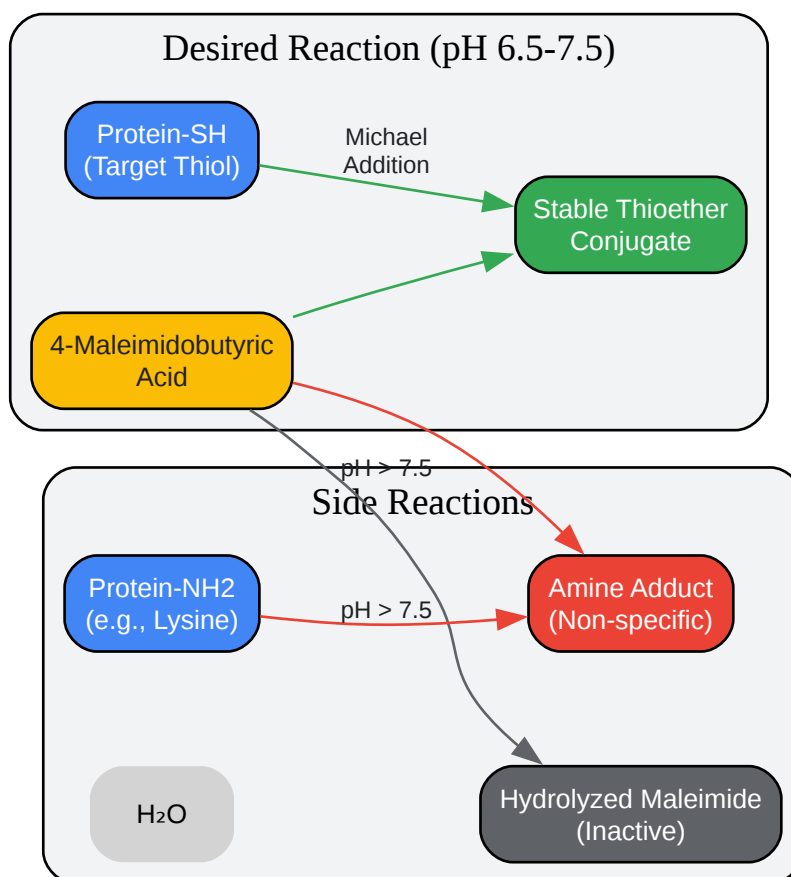 Desired Reaction (pH 6.5-7.5)
Protein-SH
(Target Thiol)
Michael
Addition
Stable Thioether
Conjugate
4-Maleimidobutyric
Acid
pH > 7.5
Side Reactions
Protein-NH2
(e.g., Lysine)
pH > 7.5
Amine Adduct
(Non-specific)
H₂O
Hydrolyzed Maleimide
(Inactive)